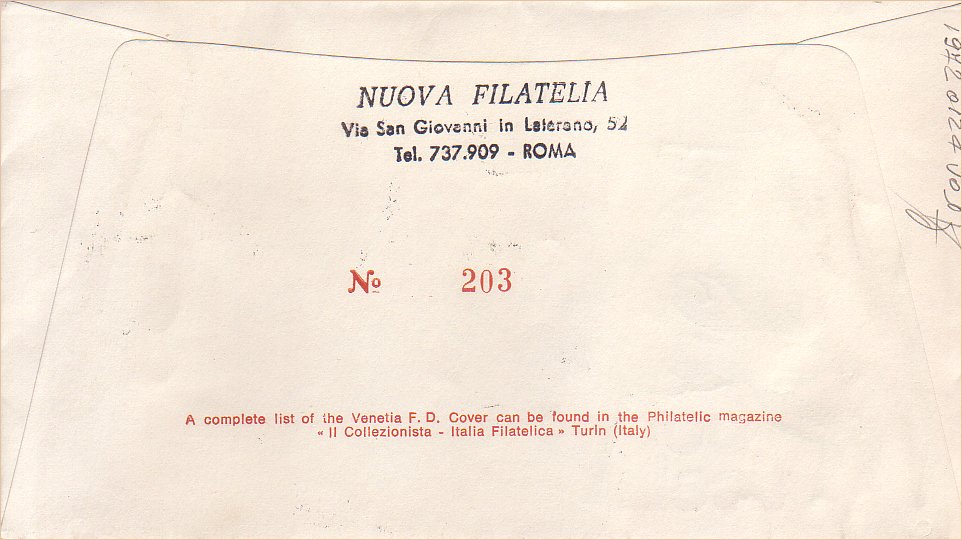 NUOVA FILATELIA
Via San Giovanni in Laterano, 52
Tel. 737.909 - ROMA
No 203
A complete list of the Venetia F. D. Cover can be found in the Philatelic magazine
« Il Collezionista - Italia Filatelica » Turin (Italy)